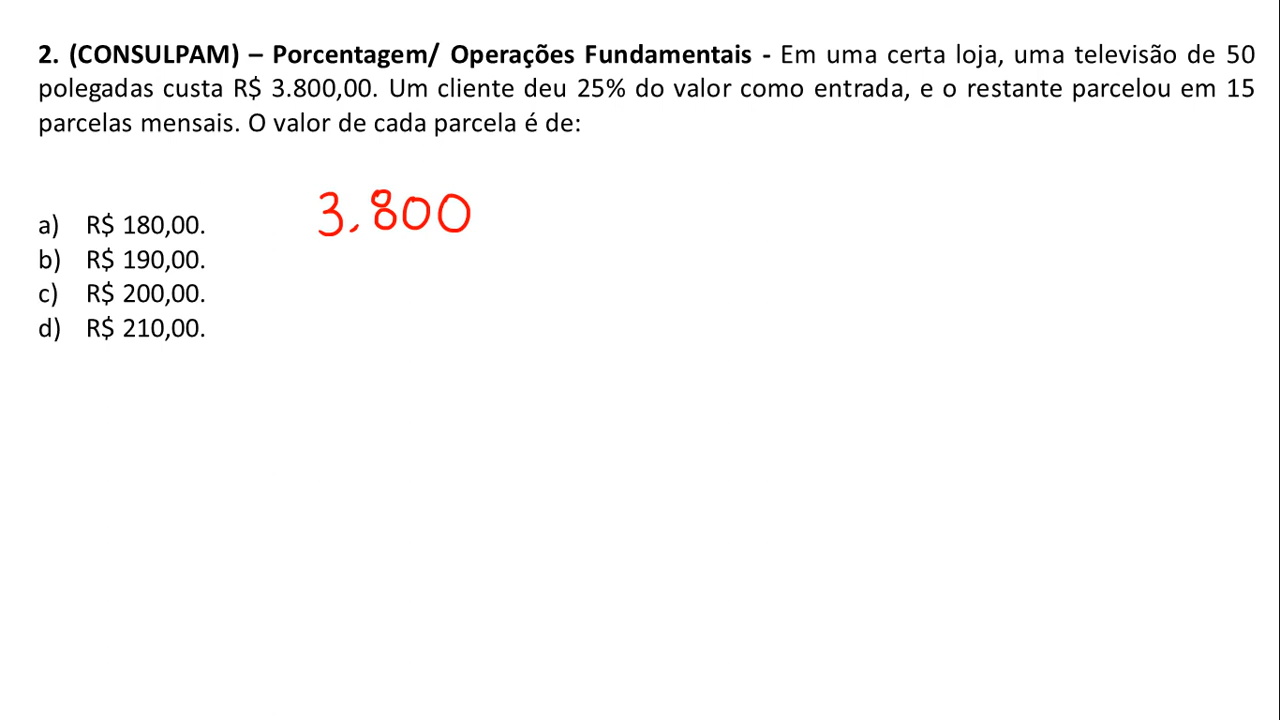 2. (CONSULPAM) – Porcentagem/ Operações Fundamentais - Em uma certa loja, uma televisão de 50
polegadas custa R$ 3.800,00. Um cliente deu 25% do valor como entrada, e o restante parcelou em 15
parcelas mensais. O valor de cada parcela é de:
3.800
a) R$ 180,00.
b) R$ 190,00.
c) R$ 200,00.
d) R$ 210,00.